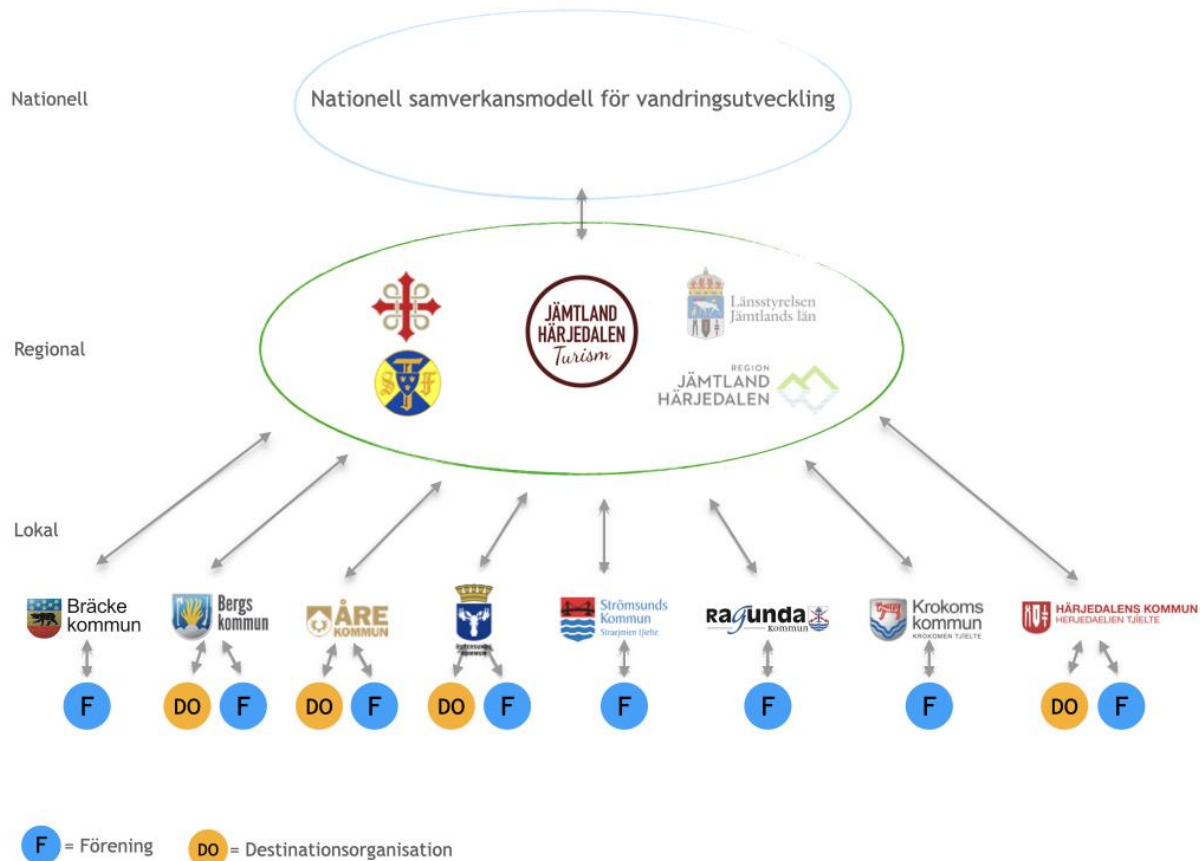 Nationell
Nationell samverkansmodell för vandringsutveckling
Regional
JÄMTLAND
HÄRJEDALEN
Turism
Länsstyrelsen
Jämtlands län
REGION
JÄMTLAND
HÄRJEDALEN
S T F
J
Lokal
Bräcke
kommun
Bergs
kommun
ÅRE
KOMMUN
ÖSTERSUNDS
KOMMUN
Strömsunds
Kommun
Straejmien tjïelte
Ragunda
Kommun
Krokoms
kommun
KROKOMEN TJÏELTE
HÄRJEDALENS KOMMUN
HERJEDAELIEN TJÏELTE
F
DO F
DO F
DO F
F
F
F
DO F
F = Förening
DO = Destinationsorganisation